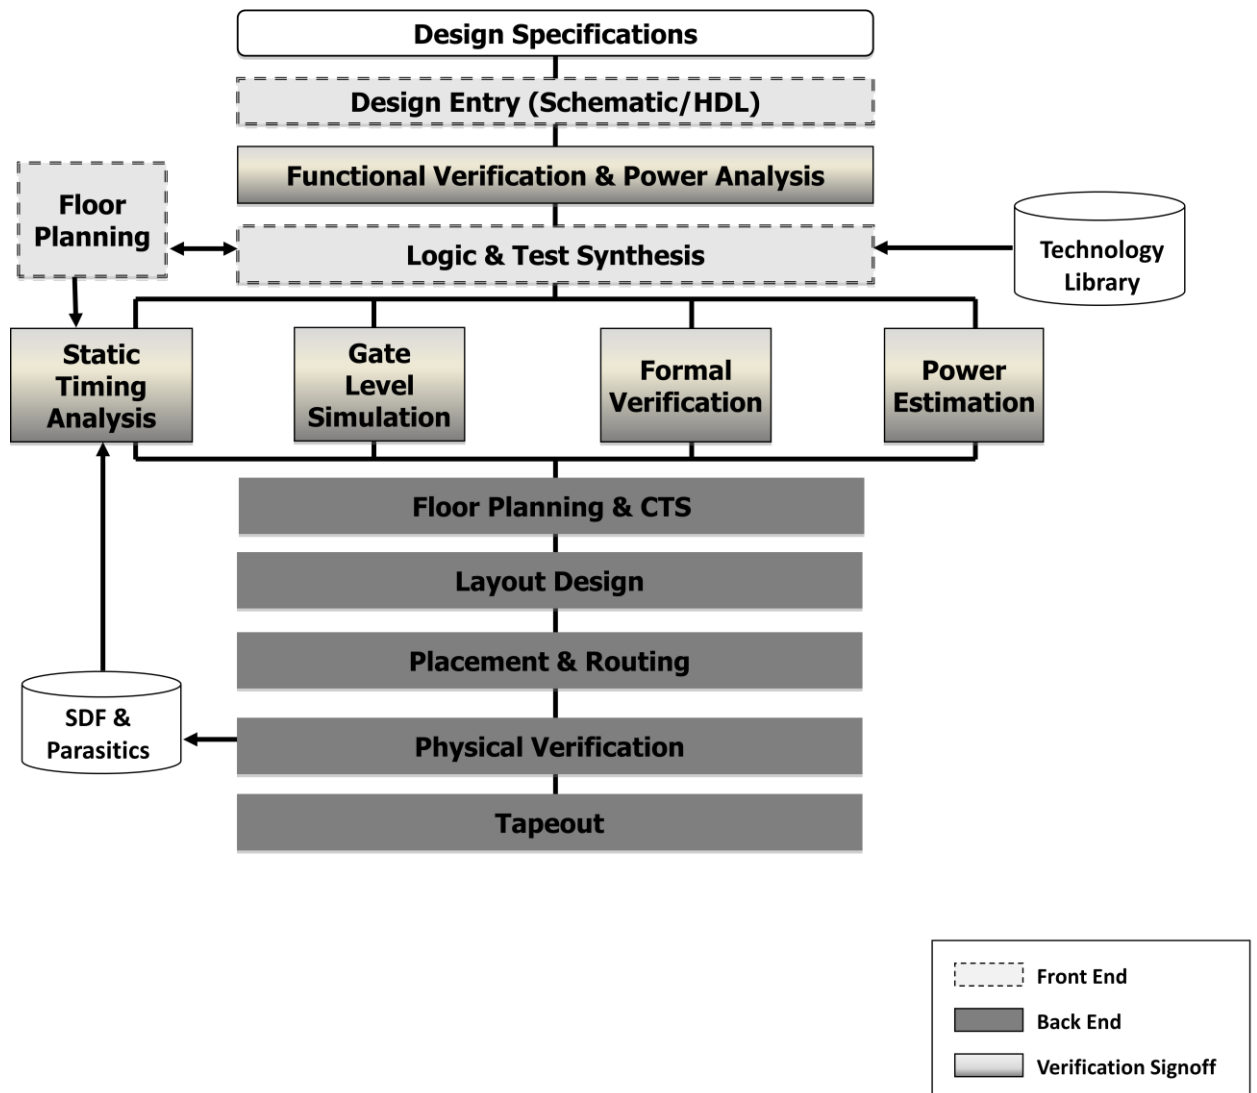 Design Specifications
Design Entry (Schematic/HDL)
Functional Verification & Power Analysis
Floor
Planning
Logic & Test Synthesis
Technology
Library
Static
Timing
Analysis
Gate
Level
Simulation
Formal
Verification
Power
Estimation
Floor Planning & CTS
Layout Design
Placement & Routing
SDF &
Parasitics
Physical Verification
Tapeout
Front End
Back End
Verification Signoff